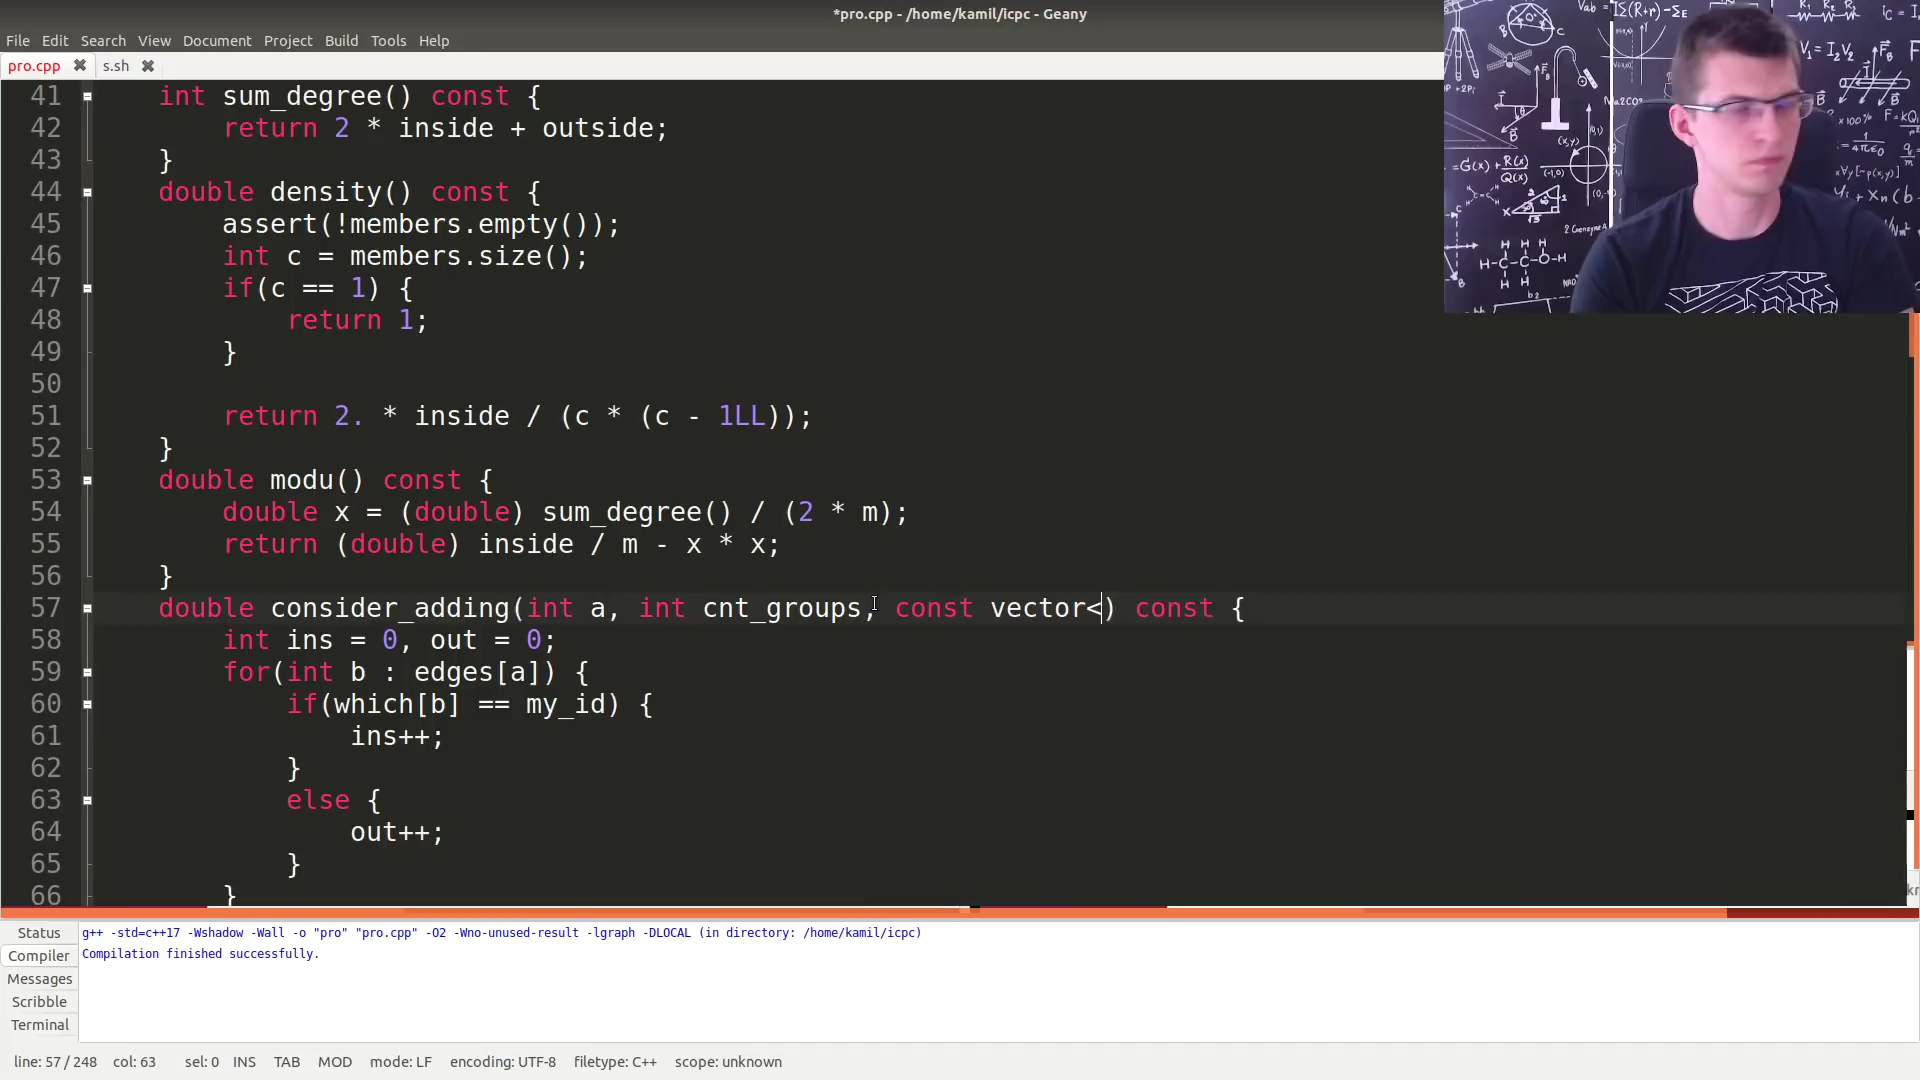 *pro.cpp - /home/kamil/icpc - Geany
File Edit Search View Document Project Build Tools Help
pro.cpp ✖ s.sh ✖
41 int sum_degree() const {
42 return 2 * inside + outside;
43 }
44 double density() const {
45 assert(!members.empty());
46 int c = members.size();
47 if(c == 1) {
48 return 1;
49 }
50
51 return 2. * inside / (c * (c - 1LL));
52 }
53 double modu() const {
54 double x = (double) sum_degree() / (2 * m);
55 return (double) inside / m - x * x;
56 }
57 double consider_adding(int a, int cnt_groups, const vector<) const {
58 int ins = 0, out = 0;
59 for(int b : edges[a]) {
60 if(which[b] == my_id) {
61 ins++;
62 }
63 else {
64 out++;
65 }
66 }
Status
Compiler
Messages
Scribble
Terminal
g++ -std=c++17 -Wshadow -Wall -o "pro" "pro.cpp" -O2 -Wno-unused-result -lgraph -DLOCAL (in directory: /home/kamil/icpc)
Compilation finished successfully.
line: 57 / 248 col: 63 sel: 0 INS TAB MOD mode: LF encoding: UTF-8 filetype: C++ scope: unknown